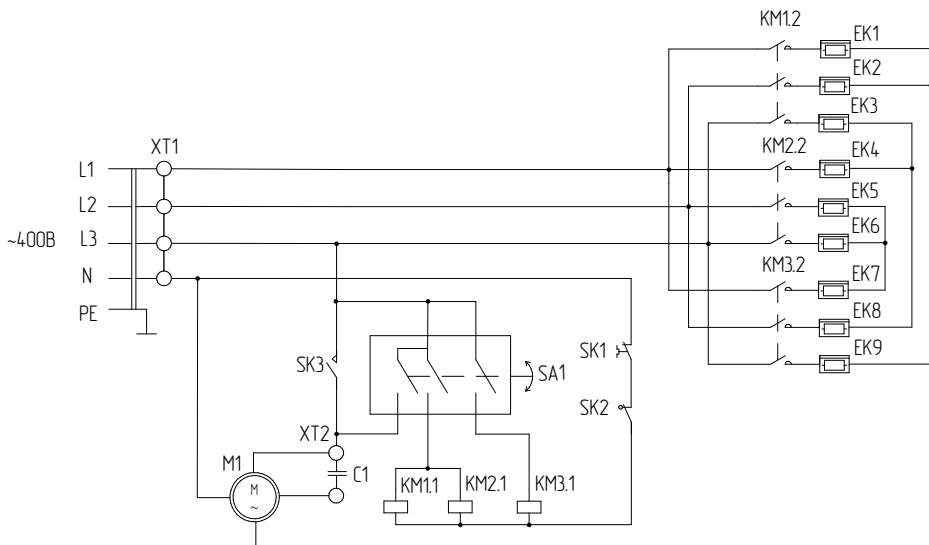 KM1.2
EK1
EK2
EK3
XT1
KM2.2
L1
EK4
L2
EK5
~400В
L3
EK6
N
KM3.2
EK7
PE
EK8
SK1
EK9
SK3
SA1
SK2
XT2
M1
C1
M
~
KM1.1
KM2.1
KM3.1